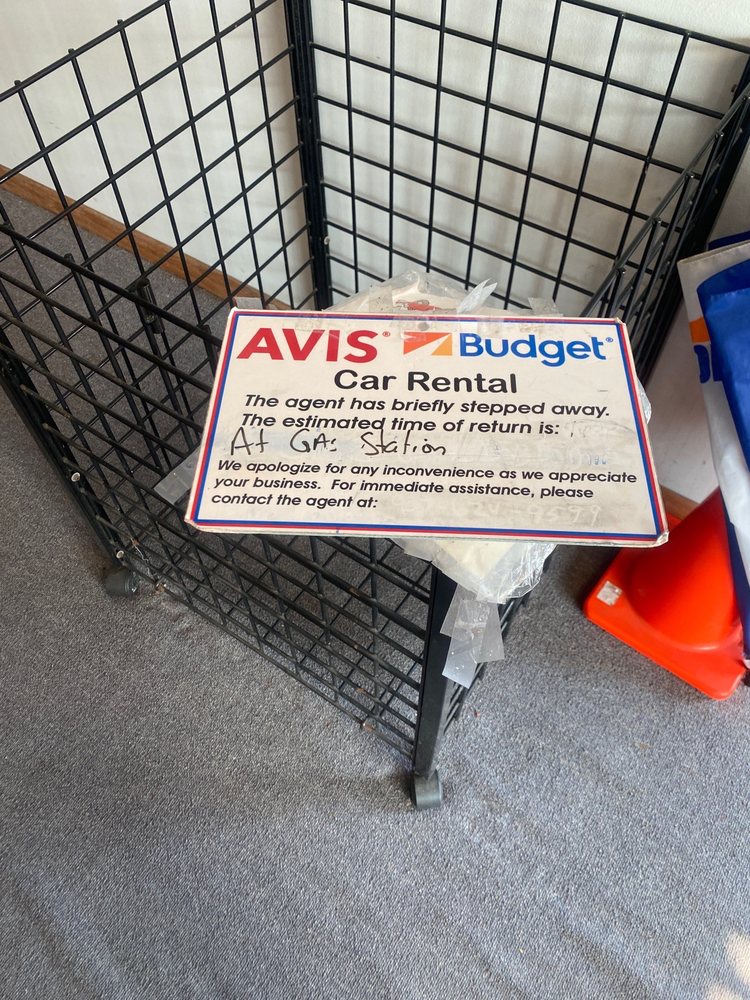 AVIS® Budget®
Car Rental
The agent has briefly stepped away.
The estimated time of return is:
At GAs Station
We apologize for any inconvenience as we appreciate
your business. For immediate assistance, please
contact the agent at: